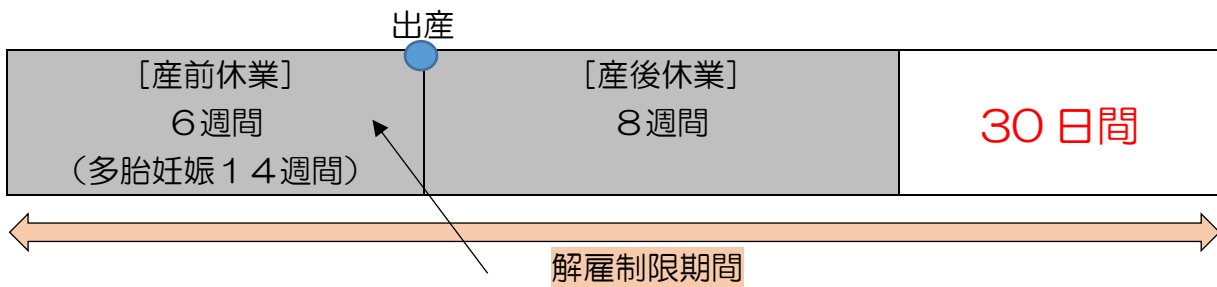 出産
[産前休業]
６週間
（多胎妊娠１４週間）
[産後休業]
８週間
30 日間
解雇制限期間